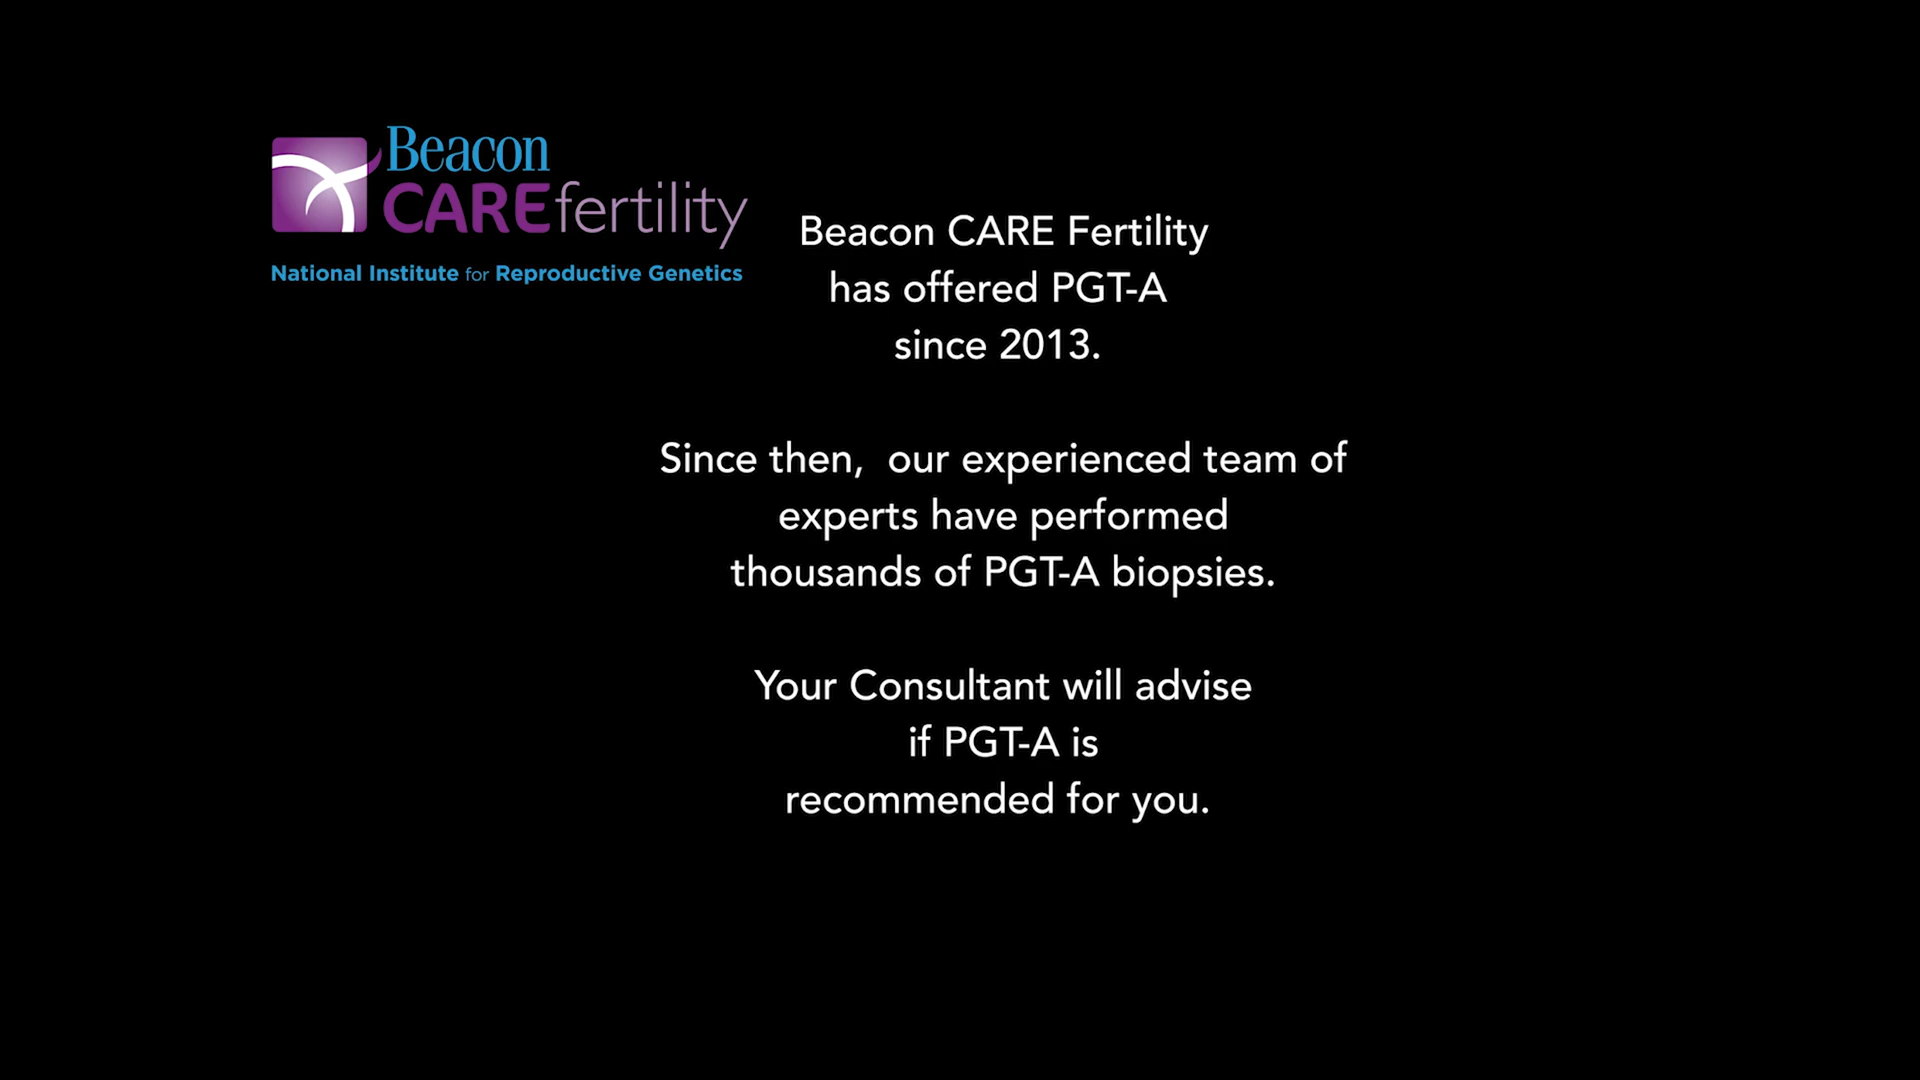 Beacon
CAREfertility
National Institute for Reproductive Genetics
Beacon CARE Fertility
has offered PGT-A
since 2013.
Since then,  our experienced team of
experts have performed
thousands of PGT-A biopsies.
Your Consultant will advise
if PGT-A is
recommended for you.